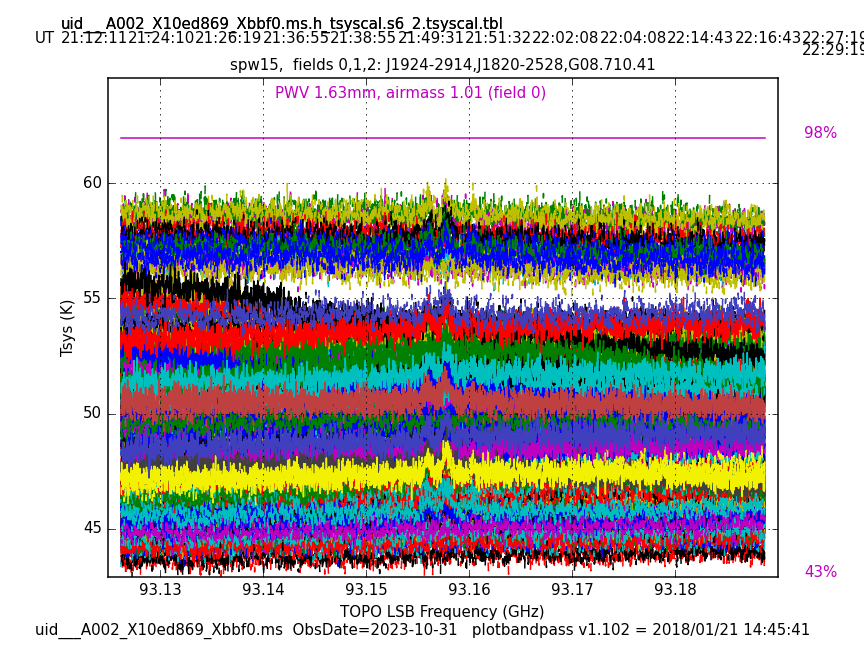 uid___A002_X10ed869_Xbbf0.ms.h_tsyscal.s6_2.tsyscal.tbl
UT 21:12:11 21:24:10 21:26:19 21:36:55 21:38:55 21:49:31 21:51:32 22:02:08 22:04:08 22:14:43 22:16:43 22:27:19
22:29:19
spw15, fields 0,1,2: J1924-2914,J1820-2528,G08.710.41
PWV 1.63mm, airmass 1.01 (field 0)
98%
60
55
Tsys (K)
50
45
43%
93.13 93.14 93.15 93.16 93.17 93.18
TOPO LSB Frequency (GHz)
uid___A002_X10ed869_Xbbf0.ms ObsDate=2023-10-31 plotbandpass v1.102 = 2018/01/21 14:45:41